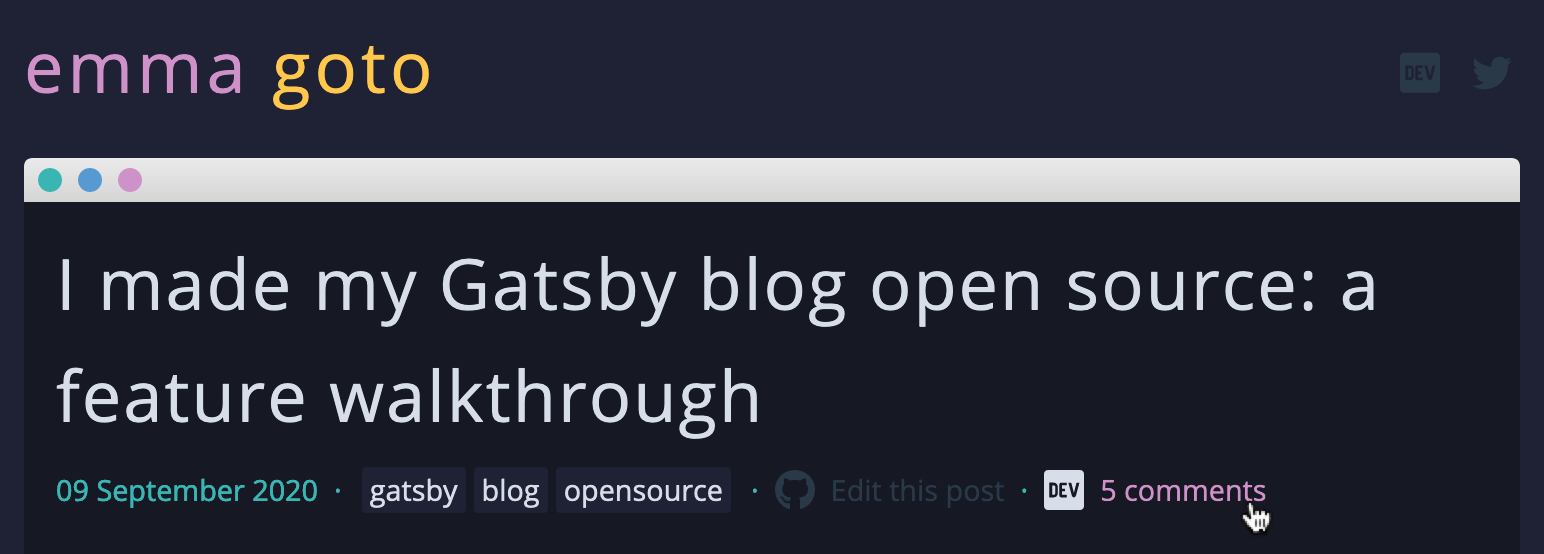 emma goto
DEV
I made my Gatsby blog open source: a
feature walkthrough
09 September 2020 · gatsby blog opensource · Edit this post · DEV 5 comments